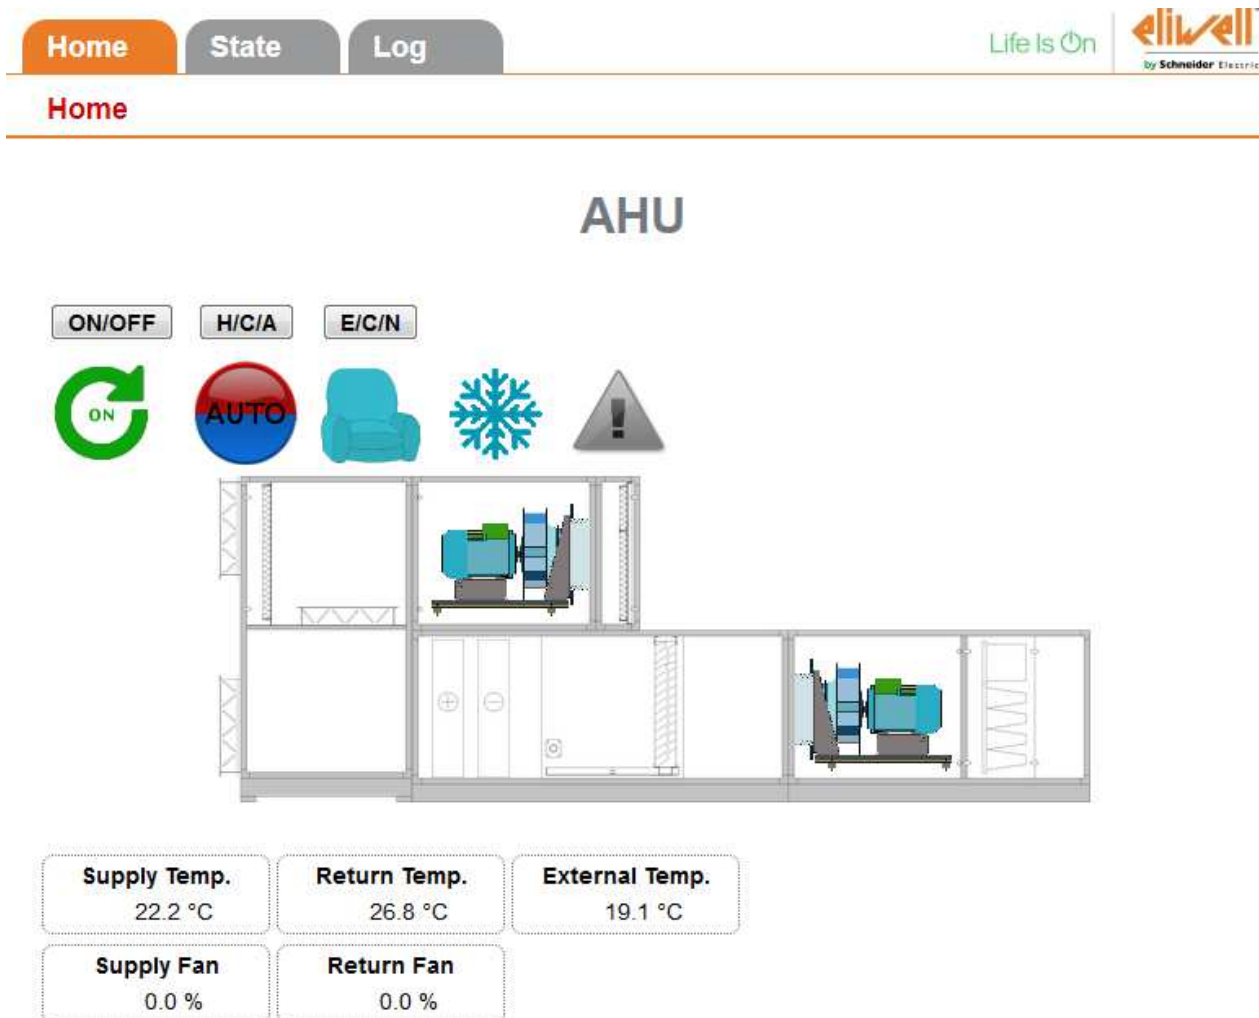 Home State Log Life Is On eliwell
by Schneider Electric
Home
AHU
ON/OFF H/C/A E/C/N
ON AUTO
Supply Temp. Return Temp. External Temp.
22.2 °C 26.8 °C 19.1 °C
Supply Fan Return Fan
0.0 % 0.0 %